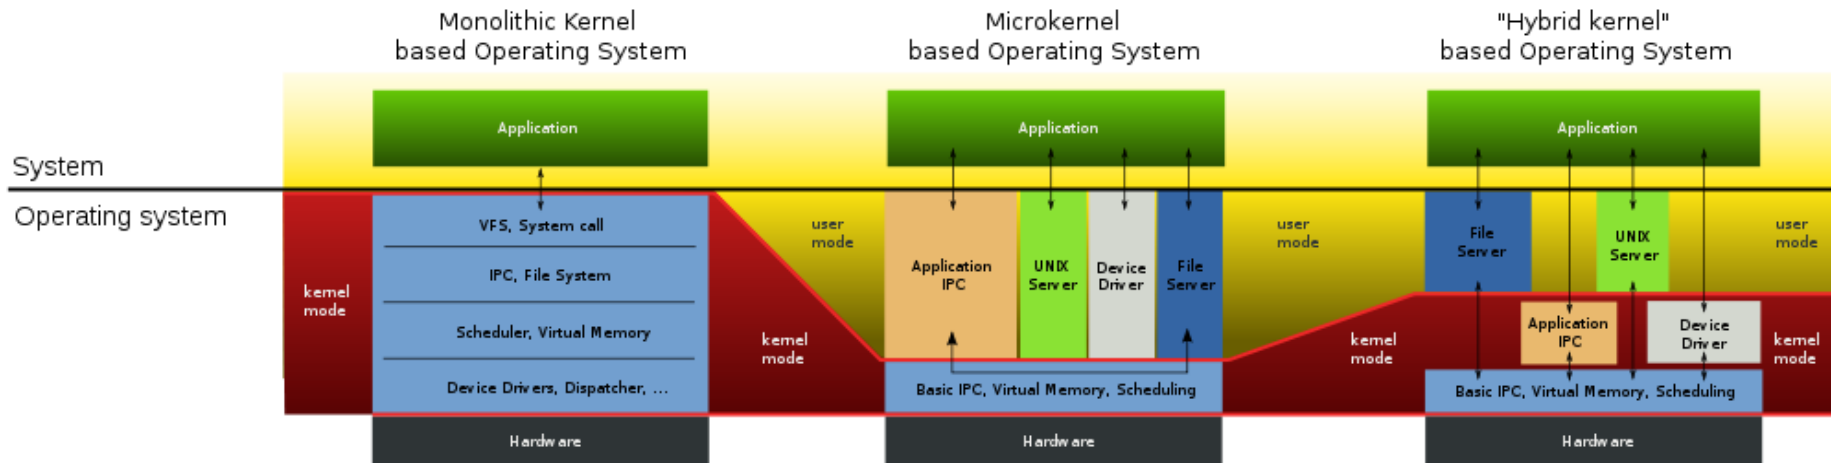 Monolithic Kernel
based Operating System
Microkernel
based Operating System
"Hybrid kernel"
based Operating System
System
Operating system
Application
VFS, System call
IPC, File System
Scheduler, Virtual Memory
Device Drivers, Dispatcher, ...
Hardware
kernel
mode
kernel
mode
user
mode
Application
Application
IPC
UNIX
Server
Device
Driver
File
Server
Basic IPC, Virtual Memory, Scheduling
Hardware
user
mode
kernel
mode
Application
File
Server
UNIX
Server
user
mode
Application
IPC
Device
Driver
kernel
mode
Basic IPC, Virtual Memory, Scheduling
Hardware